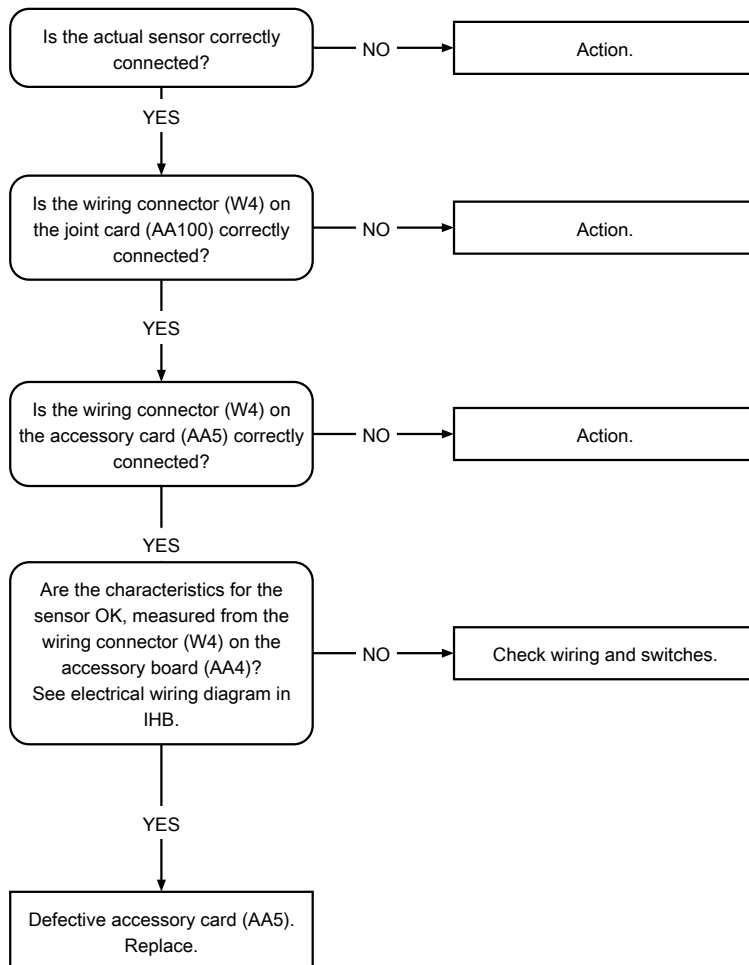 Is the actual sensor correctly
connected?
NO
Action.
YES
Is the wiring connector (W4) on
the joint card (AA100) correctly
connected?
NO
Action.
YES
Is the wiring connector (W4) on
the accessory card (AA5) correctly
connected?
NO
Action.
YES
Are the characteristics for the
sensor OK, measured from the
wiring connector (W4) on the
accessory board (AA4)?
See electrical wiring diagram in
IHB.
NO
Check wiring and switches.
YES
Defective accessory card (AA5).
Replace.